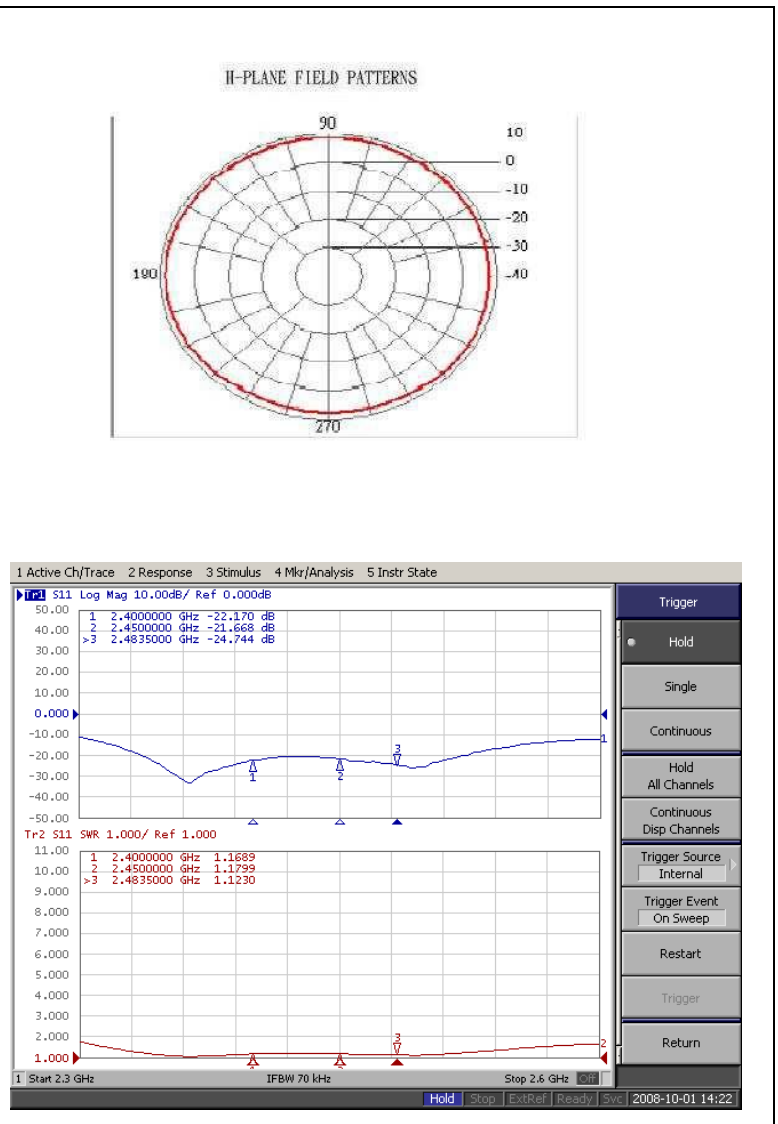 H-PLANE FIELD PATTERNS
90
10
0
-10
-20
-30
-40
180
270
1 Active Ch/Trace 2 Response 3 Stimulus 4 Mkr/Analysis 5 Instr State
Tr1 S11 Log Mag 10.00dB/ Ref 0.000dB
50.00
40.00
30.00
20.00
10.00
0.000
-10.00
-20.00
-30.00
-40.00
-50.00
1 2.4000000 GHz -22.170 dB
2 2.4500000 GHz -21.668 dB
>3 2.4835000 GHz -24.744 dB
1
2
3
1
Tr2 S11 SWR 1.000/ Ref 1.000
11.00
10.00
9.000
8.000
7.000
6.000
5.000
4.000
3.000
2.000
1.000
1 2.4000000 GHz 1.1689
2 2.4500000 GHz 1.1799
>3 2.4835000 GHz 1.1230
3
2
1 Start 2.3 GHz IFBW 70 kHz Stop 2.6 GHz Off
Trigger
Hold
Single
Continuous
Hold
All Channels
Continuous
Disp Channels
Trigger Source
Internal
Trigger Event
On Sweep
Restart
Trigger
Return
Hold Stop ExtRef Ready Svc 2008-10-01 14:22